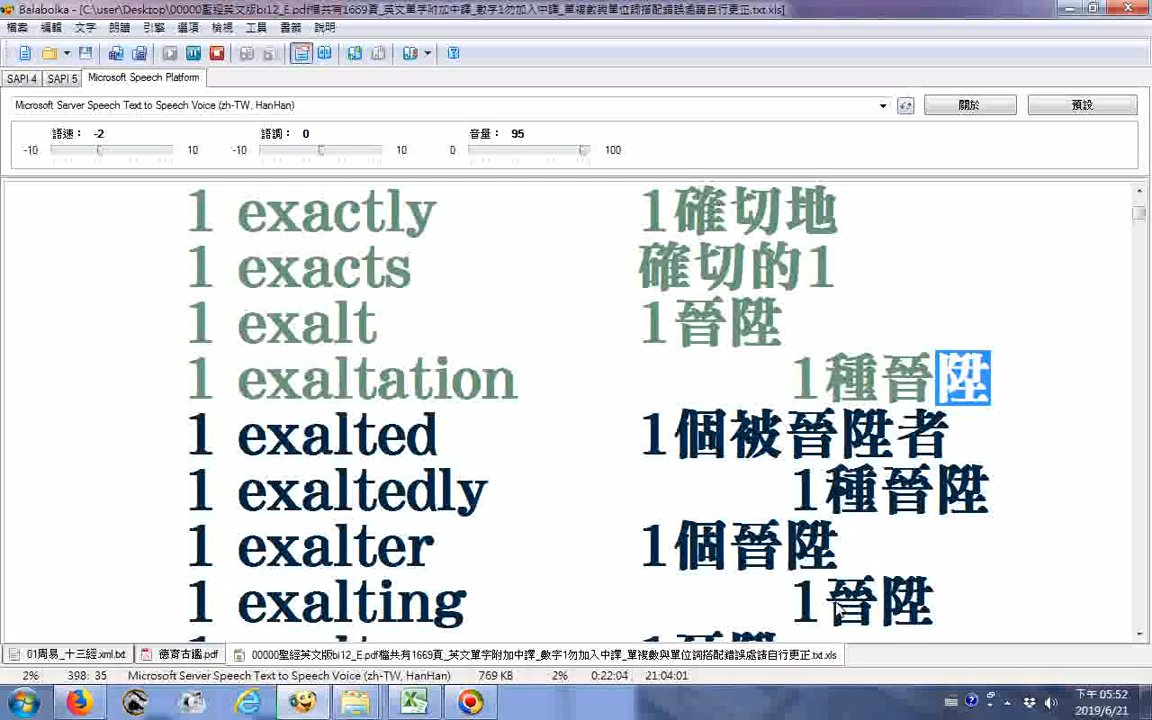 Balabolka - [C:\user\Desktop\00000聖經英文版bi12_E.pdf檔共有1669頁_英文單字附加中譯_數字1勿加入中譯_單複數與單位詞搭配錯誤處請自行更正.txt.xls]
檔案 編輯 文字 朗讀 引擎 選項 檢視 工具 書籤 說明
SAPI 4 SAPI 5 Microsoft Speech Platform
Microsoft Server Speech Text to Speech Voice (zh-TW, HanHan) 關於 預設
語速： -2 語調： 0 音量： 95
-10 10 -10 10 0 100
1 exactly 1確切地
1 exacts 確切的1
1 exalt 1晉陞
1 exaltation 1種晉陞
1 exalted 1個被晉陞者
1 exaltedly 1種晉陞
1 exalter 1個晉陞
1 exalting 1晉陞
01周易_十三經.xml.txt 德育古鑑.pdf 00000聖經英文版bi12_E.pdf檔共有1669頁_英文單字附加中譯_數字1勿加入中譯_單複數與單位詞搭配錯誤處請自行更正.txt.xls
2% 398: 35 Microsoft Server Speech Text to Speech Voice (zh-TW, HanHan) 769 KB 2% 0:22:04 21:04:01
下午 05:52
2019/6/21